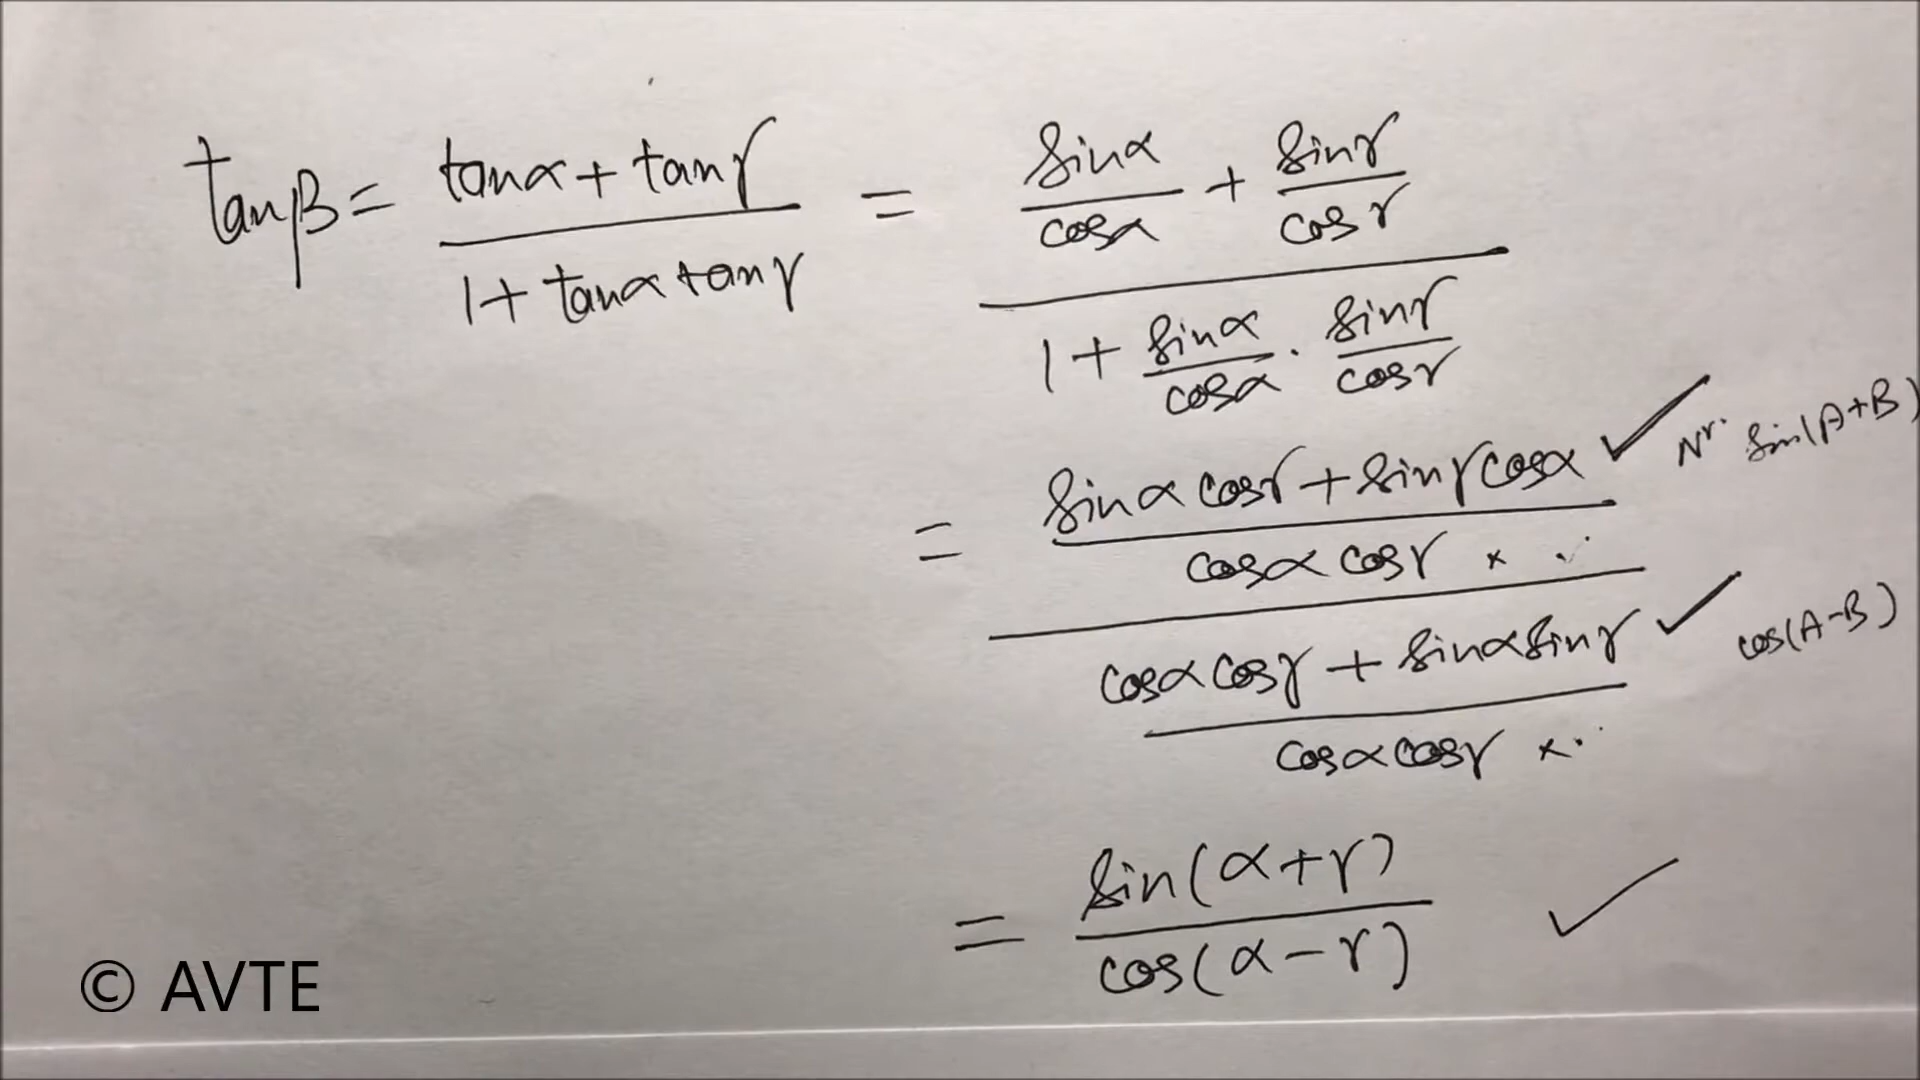 tanβ = (tanα + tanγ) / (1 + tanα tanγ) = (sinα/cosα + sinγ/cosγ) / (1 + sinα/cosα · sinγ/cosγ)
= ((sinα cosγ + sinγ cosα) / (cosα cosγ)) / ((cosα cosγ + sinα sinγ) / (cosα cosγ))
Nr. sin(A+B)
cos(A-B)
= sin(α+γ) / cos(α-γ)
© AVTE